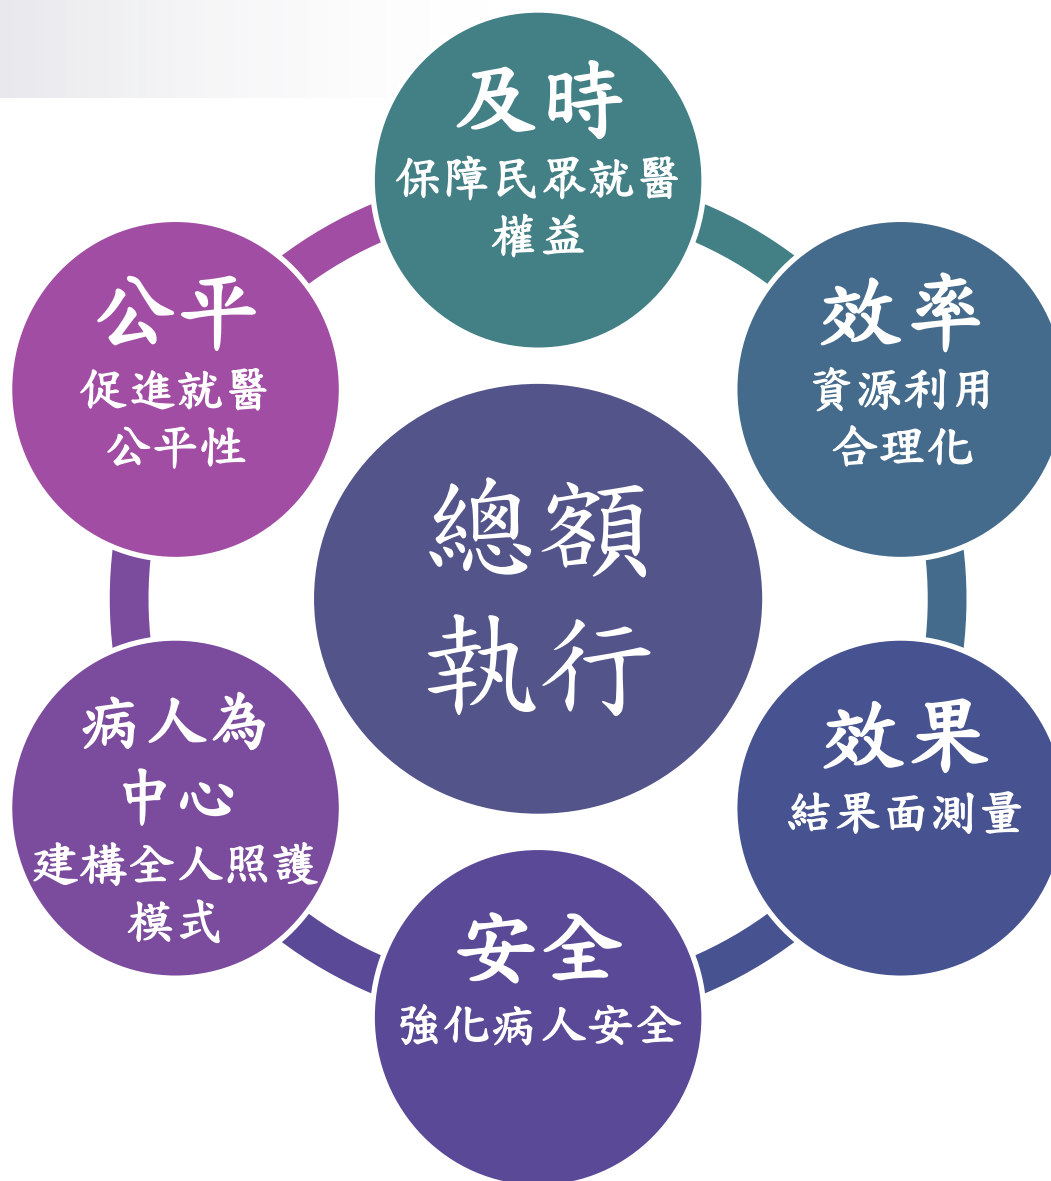 及時
保障民眾就醫
權益
效率
資源利用
合理化
效果
結果面測量
安全
強化病人安全
病人為
中心
建構全人照護
模式
公平
促進就醫
公平性
總額
執行